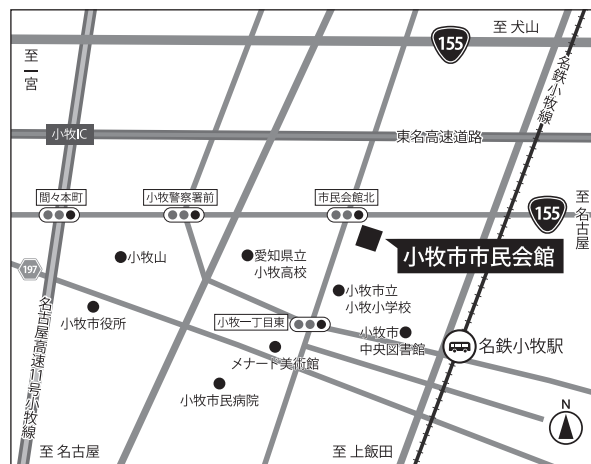 至 犬山
155
至
一
宮
名鉄小牧線
小牧IC
東名高速道路
間々本町
小牧警察署前
市民会館北
至
名
古
屋
155
小牧市市民会館
197
小牧山
愛知県立
小牧高校
小牧市立
小牧小学校
小牧市役所
小牧一丁目東
小牧市
中央図書館
名鉄小牧駅
メナード美術館
小牧市民病院
名古屋高速11号小牧線
至 名古屋
至 上飯田
N